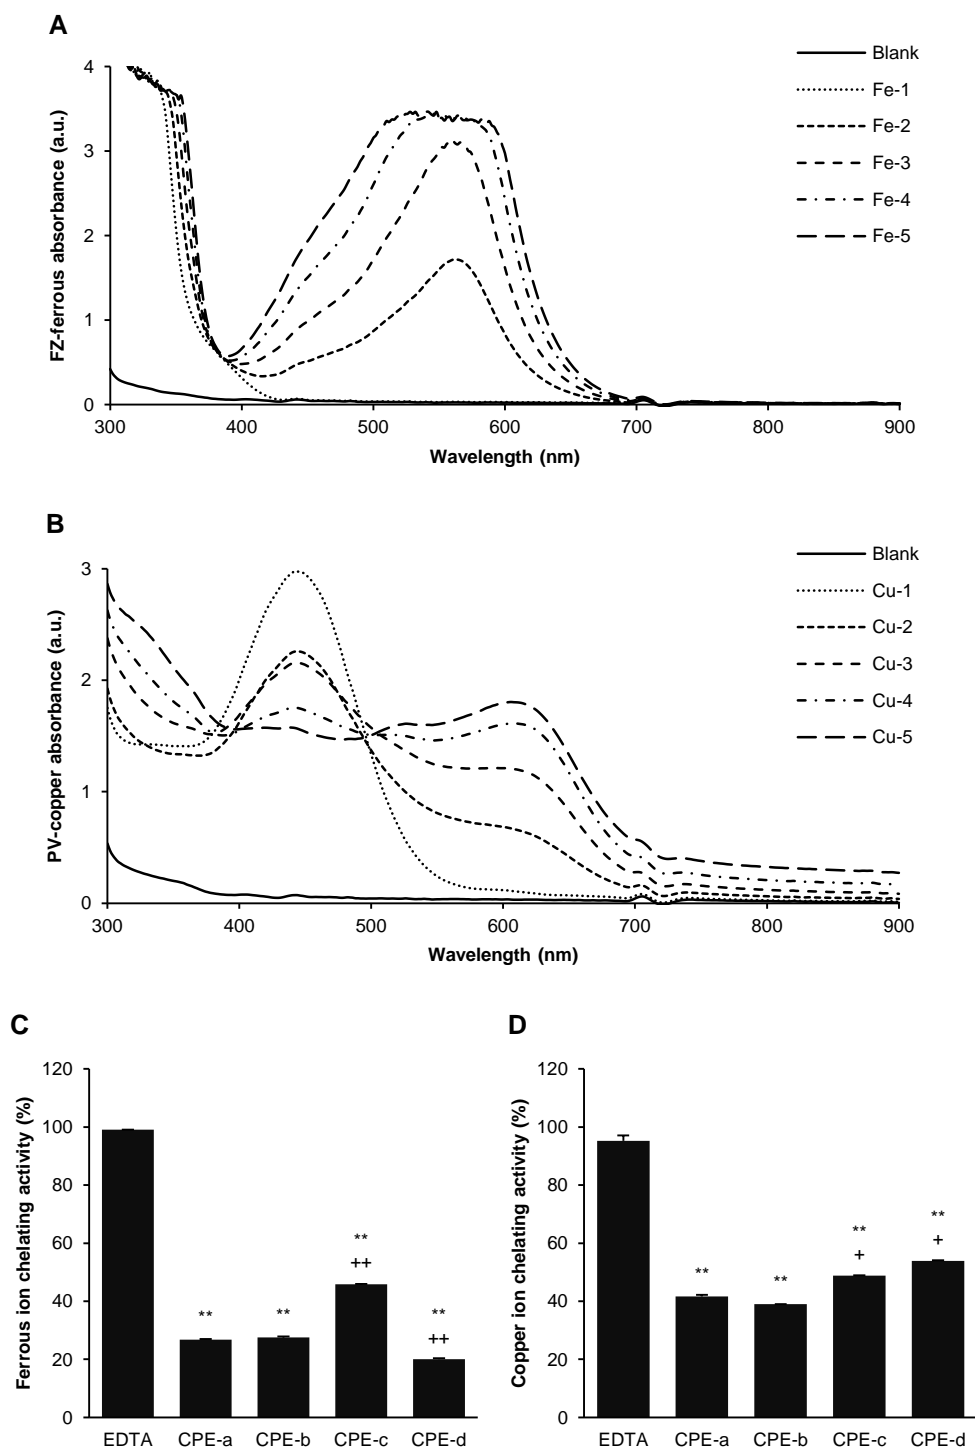 A
FZ-ferrous absorbance (a.u.)
4
3
2
1
0
300 400 500 600 700 800 900
Wavelength (nm)
Blank
Fe-1
Fe-2
Fe-3
Fe-4
Fe-5
B
PV-copper absorbance (a.u.)
3
2
1
0
300 400 500 600 700 800 900
Wavelength (nm)
Blank
Cu-1
Cu-2
Cu-3
Cu-4
Cu-5
C
Ferrous ion chelating activity (%)
120
100
80
60
40
20
0
**
**
**
++
**
++
EDTA CPE-a CPE-b CPE-c CPE-d
D
Copper ion chelating activity (%)
120
100
80
60
40
20
0
**
**
**
+
**
+
EDTA CPE-a CPE-b CPE-c CPE-d